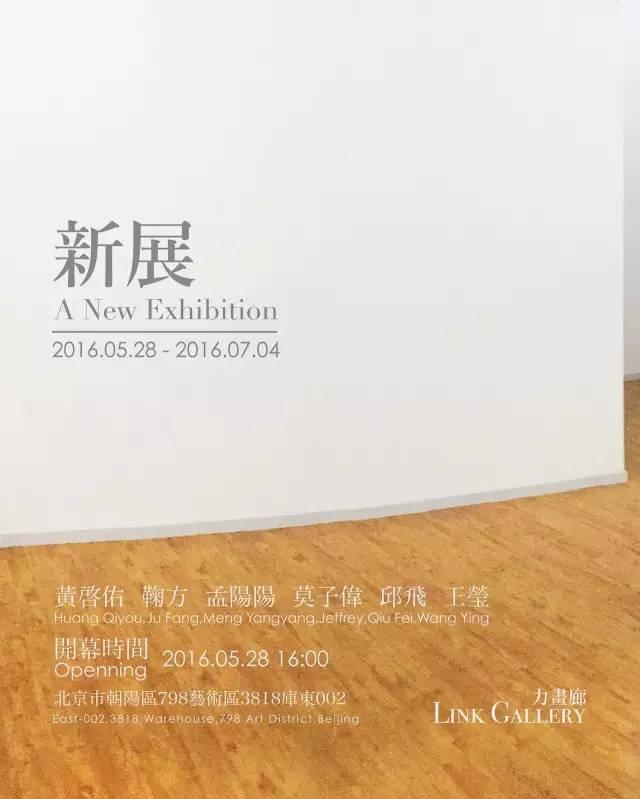 新展
A New Exhibition
2016.05.28 - 2016.07.04
黃啓佑 鞠方 孟陽陽 莫子偉 邱飛 王瑩
Huang Qiyou,Ju Fang,Meng Yangyang,Jeffrey,Qiu Fei,Wang Ying
開幕時間
Openning
2016.05.28 16:00
北京市朝陽區798藝術區3818庫東002
East-002,3818 Warehouse,798 Art District,Beijing
力畫廊
LINK GALLERY